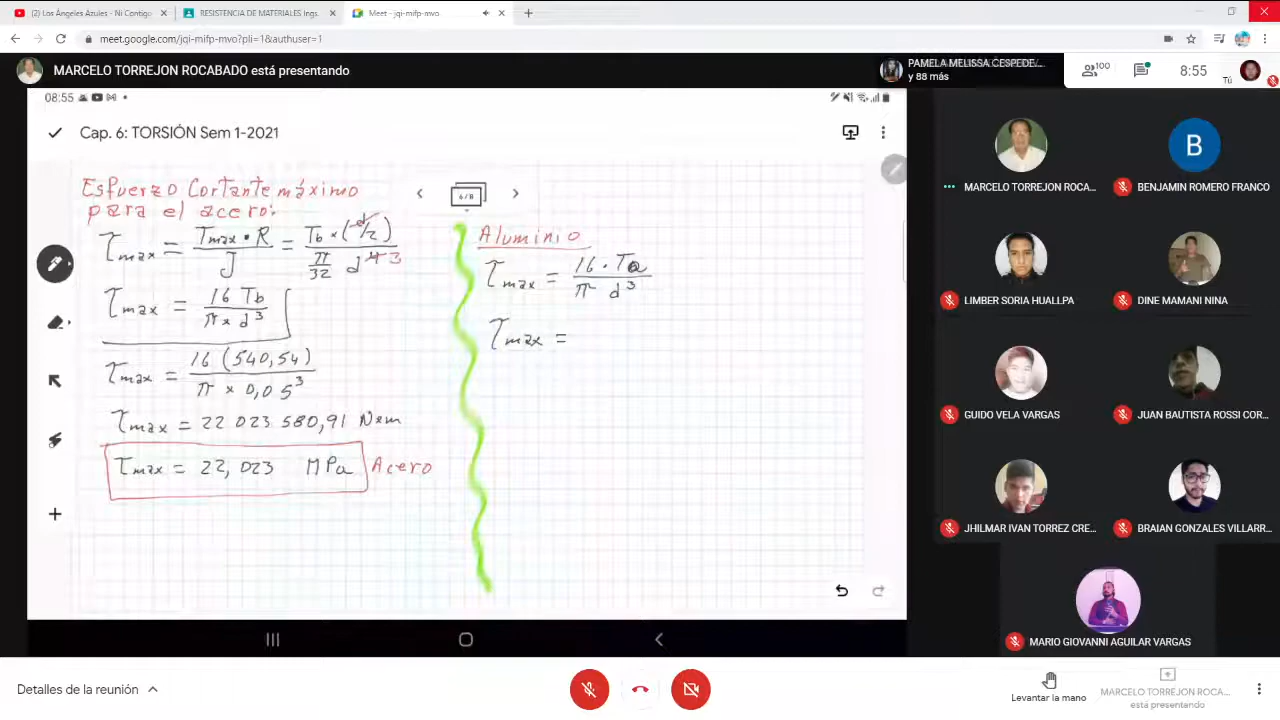 (2) Los Ángeles Azules - Ni Contigo
RESISTENCIA DE MATERIALES Ings.
Meet - jqi-mifp-mvo
meet.google.com/jqi-mifp-mvo?pli=1&authuser=1
MARCELO TORREJON ROCABADO está presentando
PAMELA MELISSA CESPEDE...
y 88 más
100
8:55
Tú
08:55
Cap. 6: TORSIÓN Sem 1-2021
Esfuerzo Cortante máximo
para el acero:
6/8
τmax = Tmax • R / J = Tb × (d/2) / π/32 d⁴ 3
τmax = 16 Tb / π × d³
τmax = 16 (540,54) / π × 0,05³
τmax = 22 023 580,91 N
τmax = 22,023 MPa Acero
Aluminio
τmax = 16 • Ta / π d³
τmax =
MARCELO TORREJON ROCA...
B
BENJAMIN ROMERO FRANCO
LIMBER SORIA HUALLPA
DINE MAMANI NINA
GUIDO VELA VARGAS
JUAN BAUTISTA ROSSI COR...
JHILMAR IVAN TORREZ CRE...
BRAIAN GONZALES VILLARR...
MARIO GIOVANNI AGUILAR VARGAS
Detalles de la reunión
Levantar la mano
MARCELO TORREJON ROCA...
está presentando